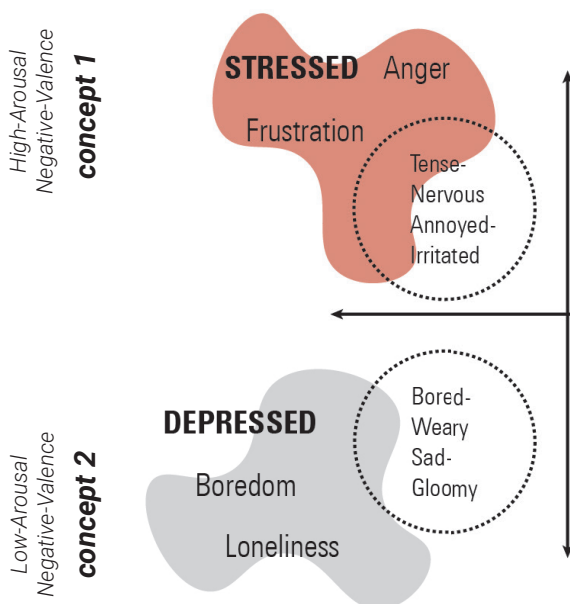 High-Arousal
Negative-Valence
concept 1
STRESSED Anger
Frustration
Tense-
Nervous
Annoyed-
Irritated
Low-Arousal
Negative-Valence
concept 2
DEPRESSED
Boredom
Loneliness
Bored-
Weary
Sad-
Gloomy